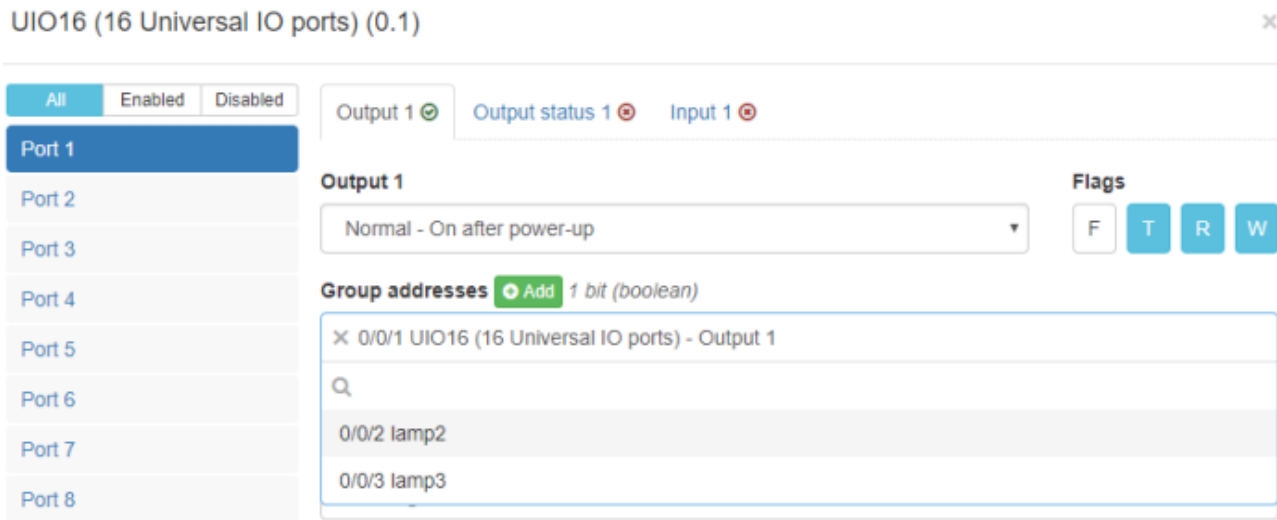 UIO16 (16 Universal IO ports) (0.1)
All Enabled Disabled
Port 1
Port 2
Port 3
Port 4
Port 5
Port 6
Port 7
Port 8
Output 1 Output status 1 Input 1
Output 1
Normal - On after power-up
Flags
F T R W
Group addresses Add 1 bit (boolean)
0/0/1 UIO16 (16 Universal IO ports) - Output 1
0/0/2 lamp2
0/0/3 lamp3